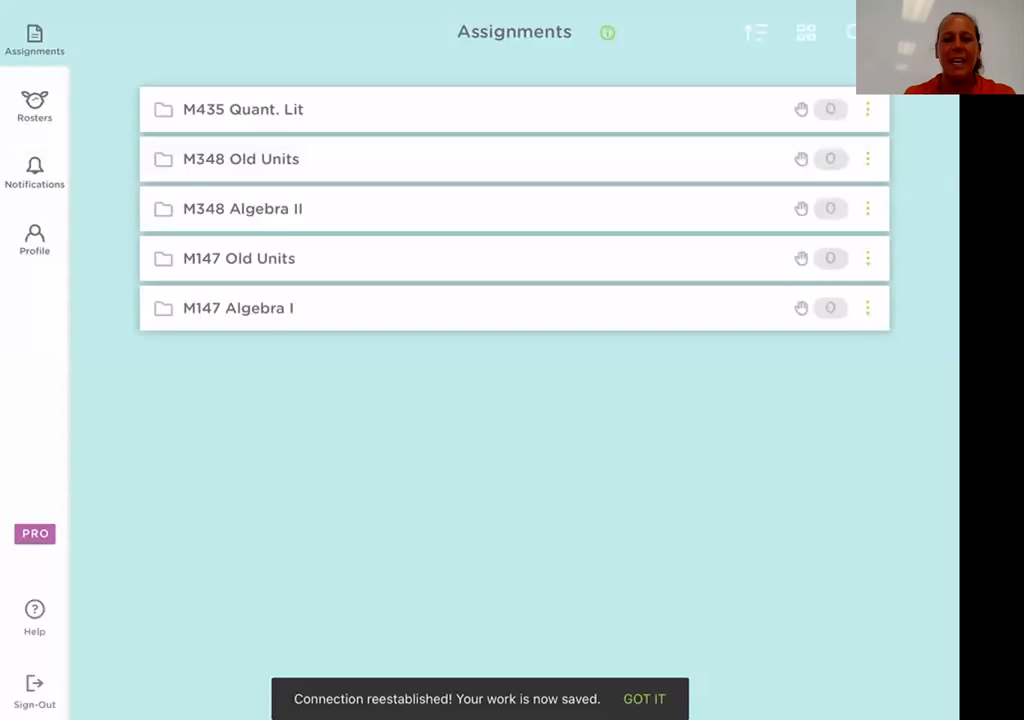 Assignments
Assignments
Rosters
Notifications
Profile
M435 Quant. Lit
0
M348 Old Units
0
M348 Algebra II
0
M147 Old Units
0
M147 Algebra I
0
PRO
Help
Sign-Out
Connection reestablished! Your work is now saved. GOT IT